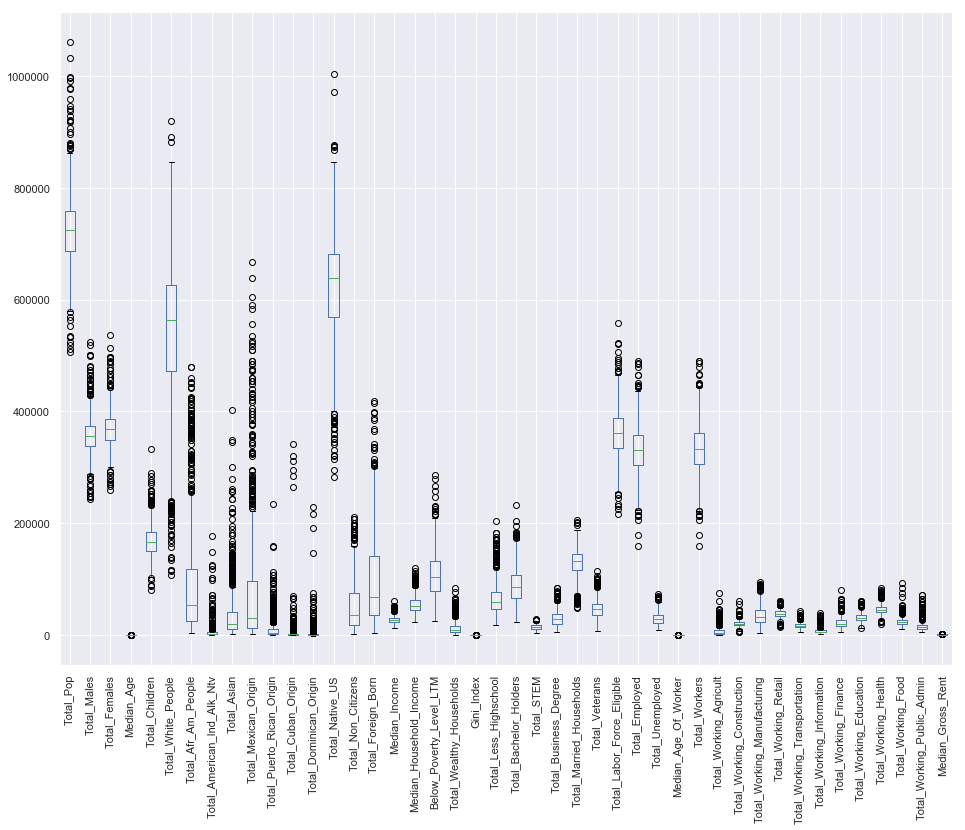 1000000
800000
600000
400000
200000
0
Total_Pop
Total_Males
Total_Females
Median_Age
Total_Children
Total_White_People
Total_Afr_Am_People
Total_American_Ind_Alk_Ntv
Total_Asian
Total_Mexican_Origin
Total_Puerto_Rican_Origin
Total_Cuban_Origin
Total_Dominican_Origin
Total_Native_US
Total_Non_Citizens
Total_Foreign_Born
Median_Income
Median_Household_Income
Below_Poverty_Level_LTM
Total_Wealthy_Households
Gini_Index
Total_Less_Highschool
Total_Bachelor_Holders
Total_STEM
Total_Business_Degree
Total_Married_Households
Total_Veterans
Total_Labor_Force_Eligible
Total_Employed
Total_Unemployed
Median_Age_Of_Worker
Total_Workers
Total_Working_Agricult
Total_Working_Construction
Total_Working_Manufacturing
Total_Working_Retail
Total_Working_Transportation
Total_Working_Information
Total_Working_Finance
Total_Working_Education
Total_Working_Health
Total_Working_Food
Total_Working_Public_Admin
Median_Gross_Rent